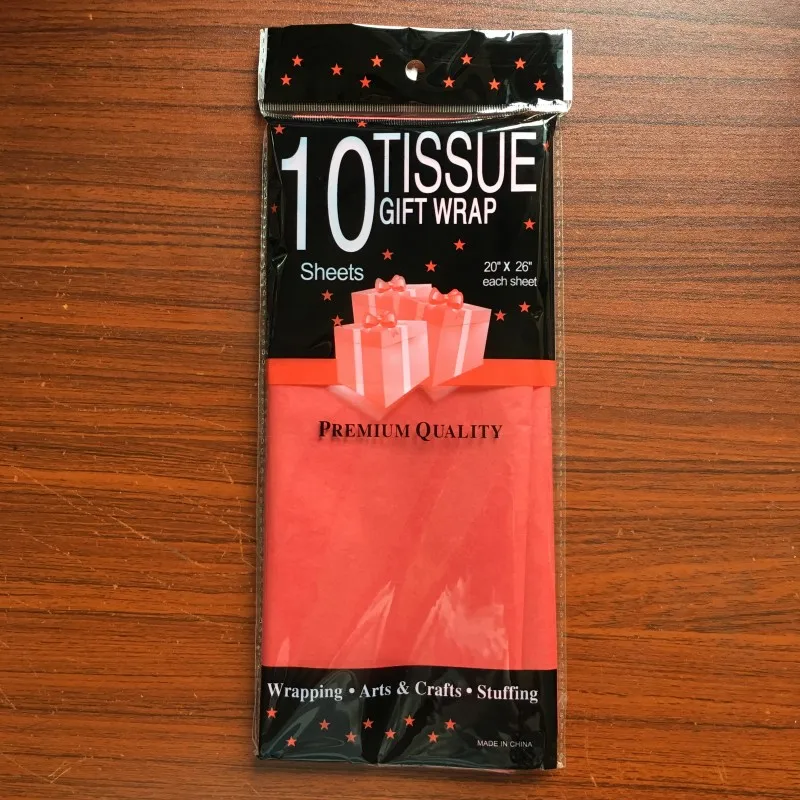 10 TISSUE
GIFT WRAP
Sheets
20" X 26"
each sheet
PREMIUM QUALITY
Wrapping • Arts & Crafts • Stuffing
MADE IN CHINA